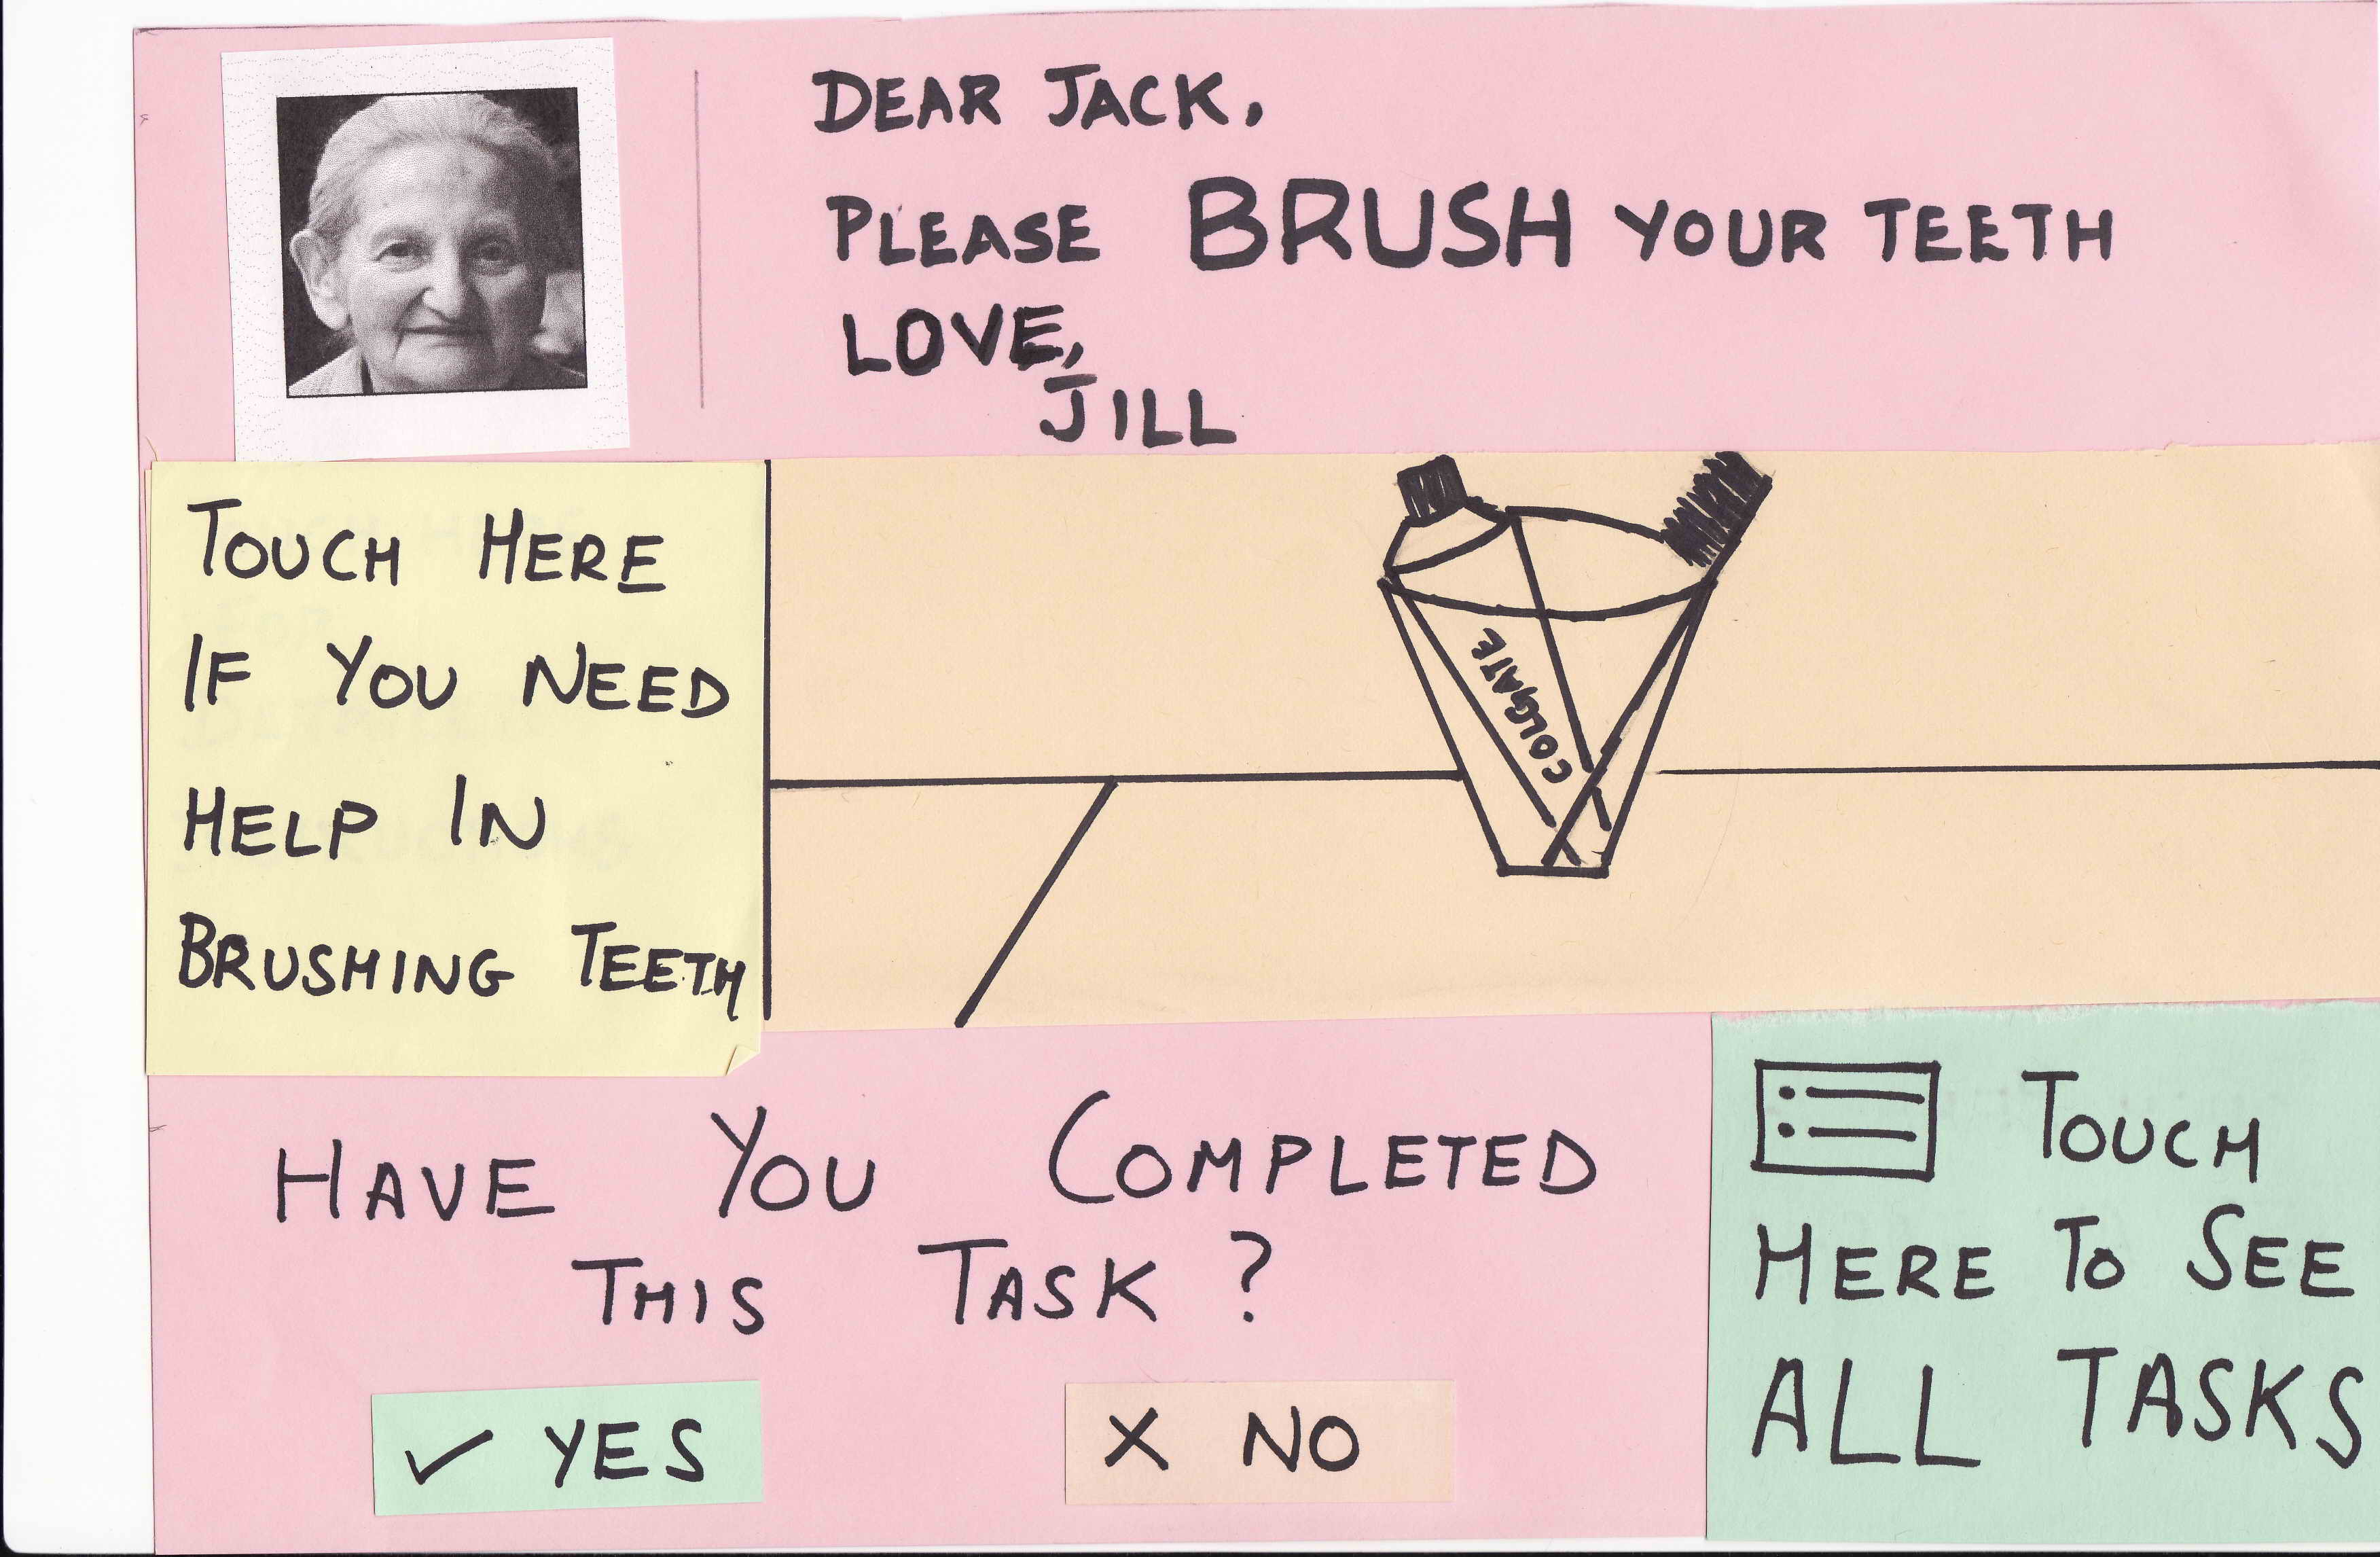 DEAR JACK,
PLEASE BRUSH YOUR TEETH
LOVE,
JILL
TOUCH HERE
IF YOU NEED
HELP IN
BRUSHING TEETH
COLGATE
HAVE YOU COMPLETED
THIS TASK?
✓ YES
X NO
TOUCH
HERE TO SEE
ALL TASKS